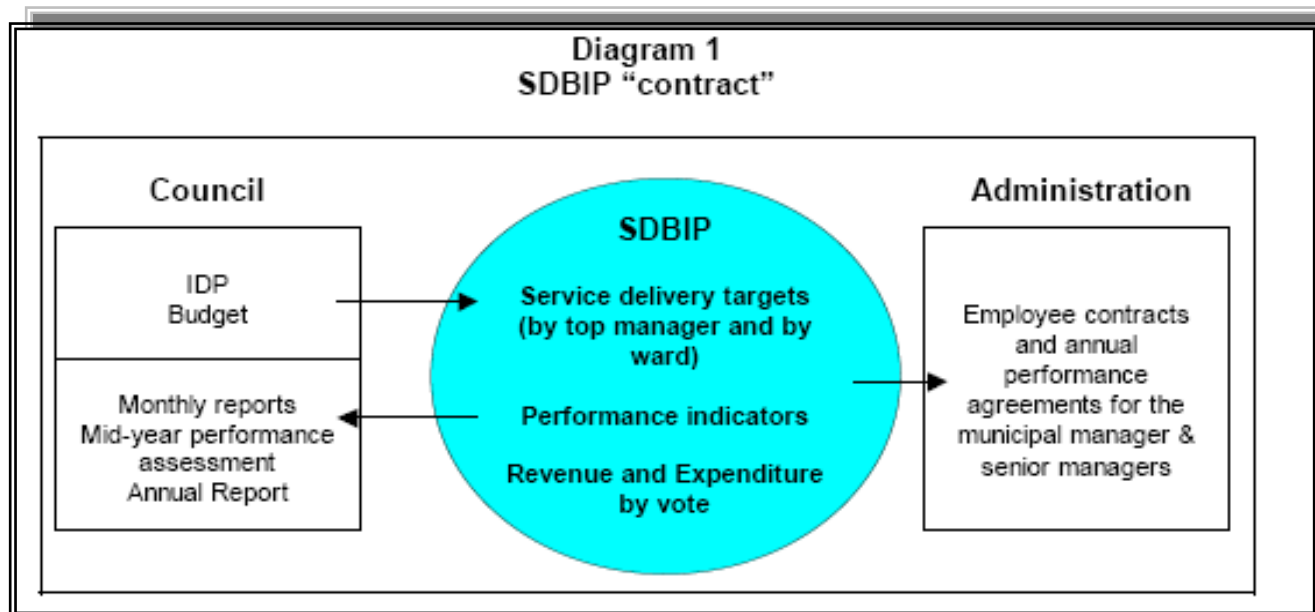 Diagram 1
SDBIP “contract”
Council
IDP
Budget
Monthly reports
Mid-year performance
assessment
Annual Report
SDBIP
Service delivery targets
(by top manager and by
ward)
Performance indicators
Revenue and Expenditure
by vote
Administration
Employee contracts
and annual
performance
agreements for the
municipal manager &
senior managers